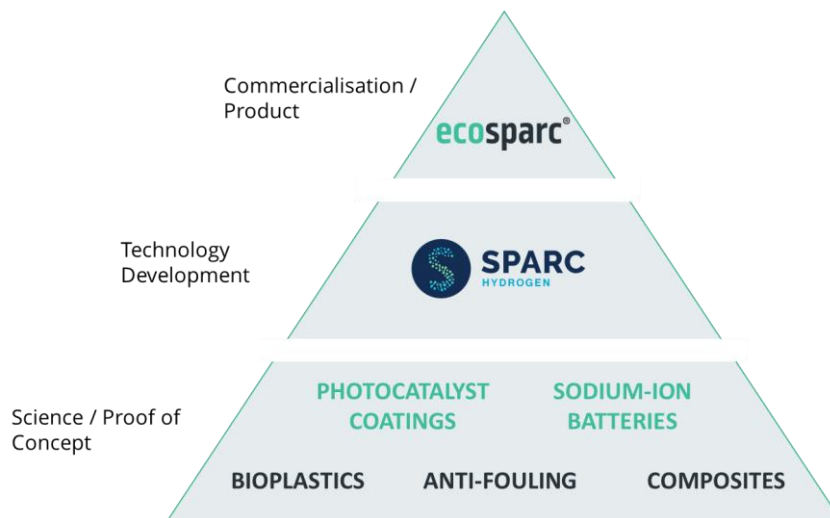 Commercialisation /
Product
ecosparc®
Technology
Development
SPARC
HYDROGEN
Science / Proof of
Concept
PHOTOCATALYST
COATINGS
SODIUM-ION
BATTERIES
BIOPLASTICS
ANTI-FOULING
COMPOSITES